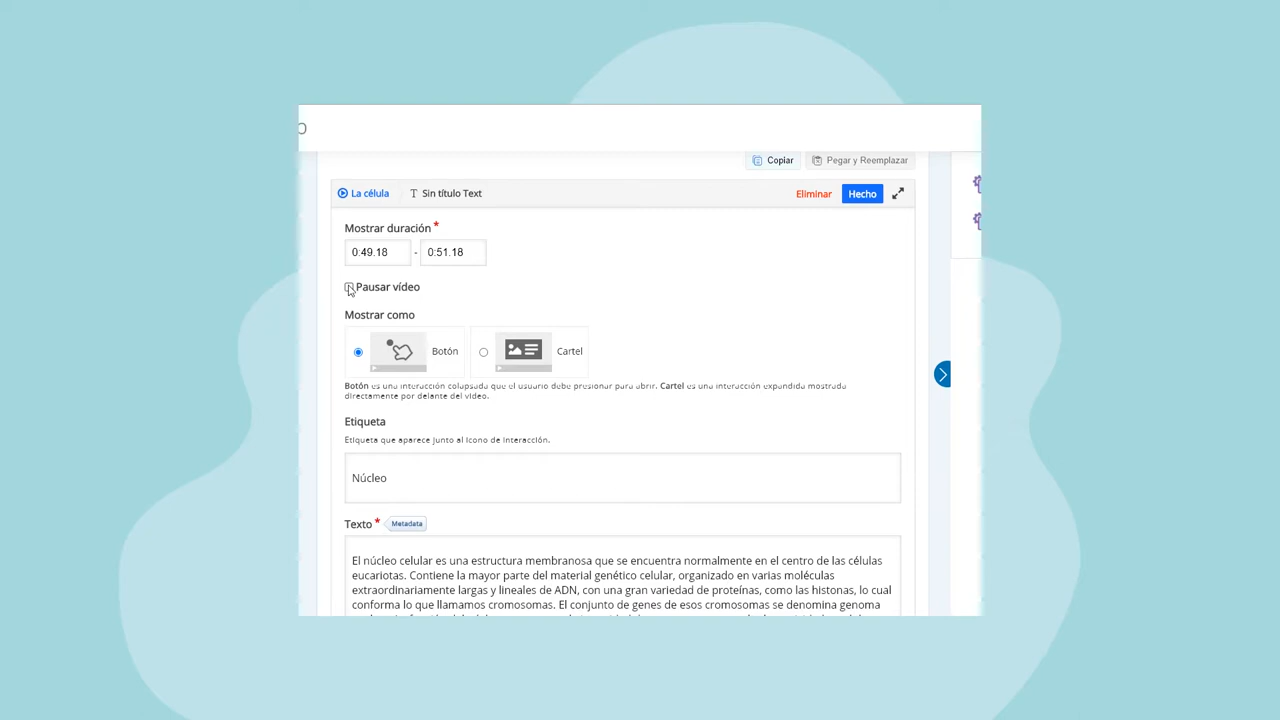 Copiar Pegar y Reemplazar
La célula Sin título Text Eliminar Hecho
Mostrar duración *
0:49.18 - 0:51.18
Pausar vídeo
Mostrar como
Botón Cartel
Botón es una interacción colapsada que el usuario debe presionar para abrir. Cartel es una interacción expandida mostrada
directamente por delante del vídeo.
Etiqueta
Etiqueta que aparece junto al icono de interacción.
Núcleo
Texto * Metadata
El núcleo celular es una estructura membranosa que se encuentra normalmente en el centro de las células
eucariotas. Contiene la mayor parte del material genético celular, organizado en varias moléculas
extraordinariamente largas y lineales de ADN, con una gran variedad de proteínas, como las histonas, lo cual
conforma lo que llamamos cromosomas. El conjunto de genes de esos cromosomas se denomina genoma